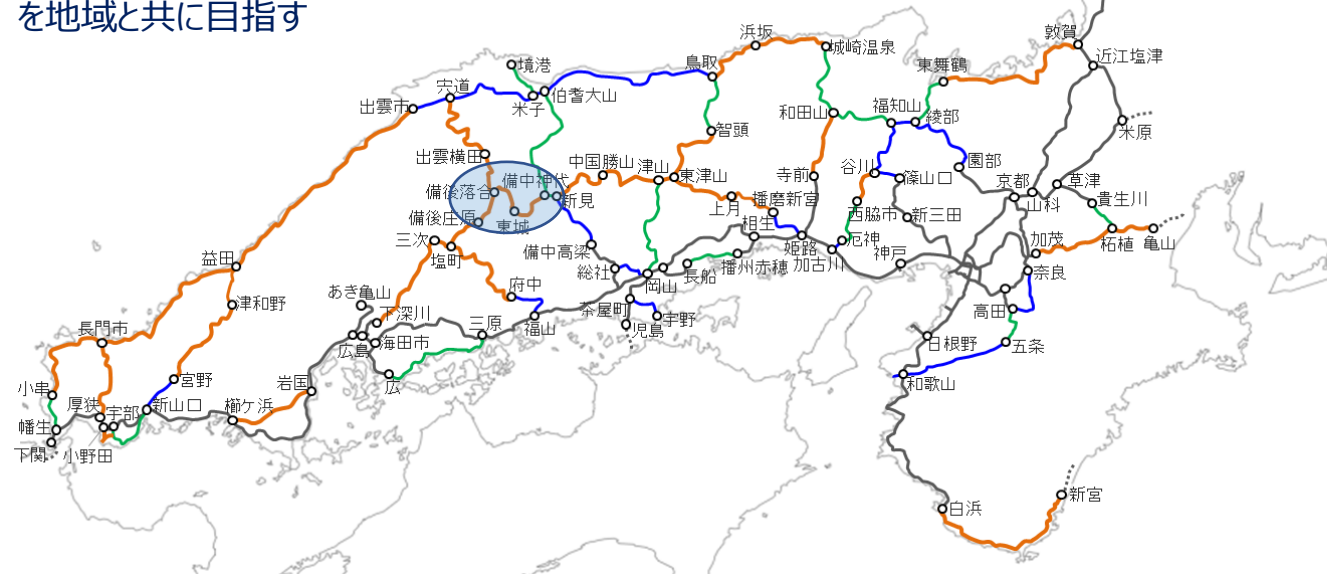 を地域と共に目指す
敦賀
浜坂
城崎温泉
近江塩津
境港
鳥取
東舞鶴
宍道
米子
伯耆大山
出雲市
和田山
福知山
綾部
米原
智頭
出雲横田
中国勝山
津山
東津山
寺前
谷川
園部
篠山口
京都
山科
草津
貴生川
備後落合
備中神代
新見
東城
備後庄原
上月
播磨新宮
西脇市
新三田
三次
塩町
備中高梁
相生
姫路
厄神
加古川
神戸
加茂
柘植
亀山
益田
総社
岡山
長船
播州赤穂
奈良
津和野
あき亀山
府中
茶屋町
宇野
児島
高田
下深川
三原
福山
長門市
広島
海田市
日根野
五条
小串
宮野
岩国
広
和歌山
厚狭
宇部
新山口
櫛ケ浜
幡生
下関
小野田
白浜
新宮